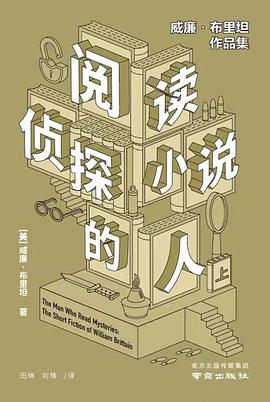 威廉·布里坦
作品集
阅读
侦探小说
的人
上
[美] 威廉·布里坦 著
The Man Who Read Mysteries:
The Short Fiction of William Brittain
田琳 刘臻 /译
南京出版传媒集团
南京出版社